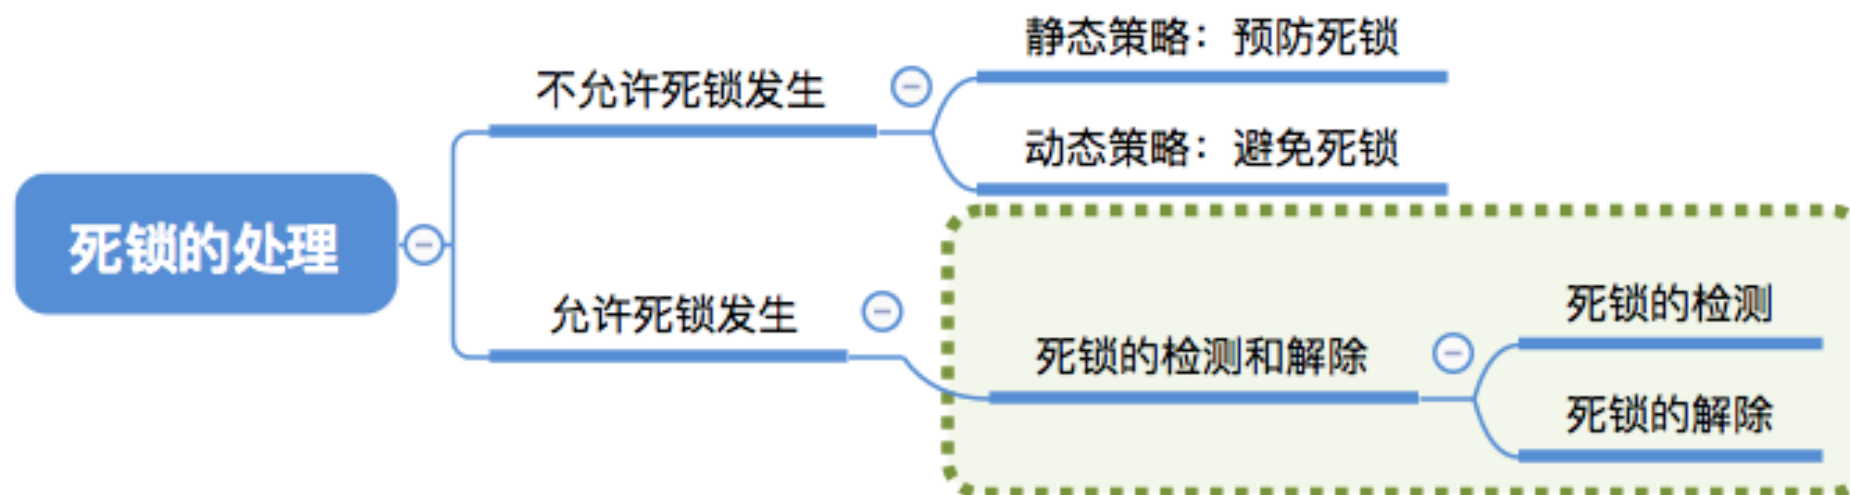 死锁的处理
不允许死锁发生
静态策略：预防死锁
动态策略：避免死锁
允许死锁发生
死锁的检测和解除
死锁的检测
死锁的解除